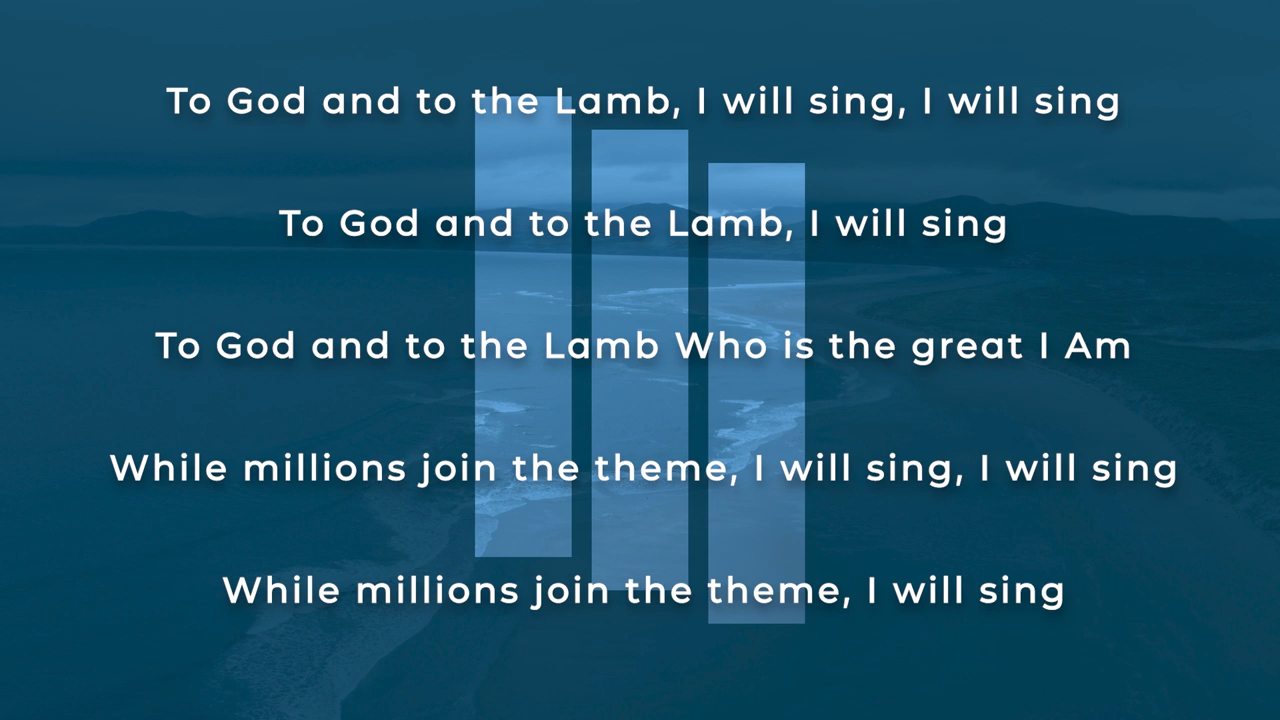 To God and to the Lamb, I will sing, I will sing
To God and to the Lamb, I will sing
To God and to the Lamb Who is the great I Am
While millions join the theme, I will sing, I will sing
While millions join the theme, I will sing